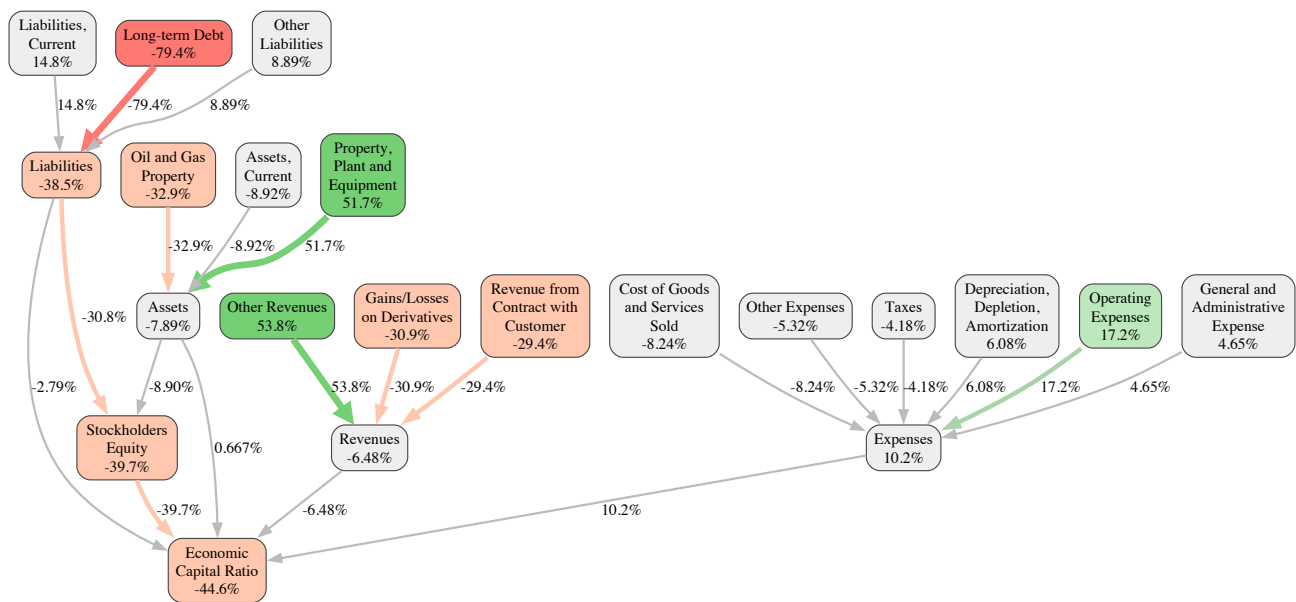 Liabilities,
Current
14.8%
Long-term Debt
-79.4%
Other
Liabilities
8.89%
14.8%
-79.4%
8.89%
Liabilities
-38.5%
Oil and Gas
Property
-32.9%
Assets,
Current
-8.92%
Property,
Plant and
Equipment
51.7%
-32.9%
-8.92%
51.7%
Assets
-7.89%
Other Revenues
53.8%
Gains/Losses
on Derivatives
-30.9%
Revenue from
Contract with
Customer
-29.4%
Cost of Goods
and Services
Sold
-8.24%
Other Expenses
-5.32%
Taxes
-4.18%
Depreciation,
Depletion,
Amortization
6.08%
Operating
Expenses
17.2%
General and
Administrative
Expense
4.65%
-30.8%
-2.79%
-8.90%
53.8%
-30.9%
-29.4%
-8.24%
-5.32%
-4.18%
6.08%
17.2%
4.65%
Stockholders
Equity
-39.7%
0.667%
Revenues
-6.48%
Expenses
10.2%
-39.7%
-6.48%
10.2%
Economic
Capital Ratio
-44.6%